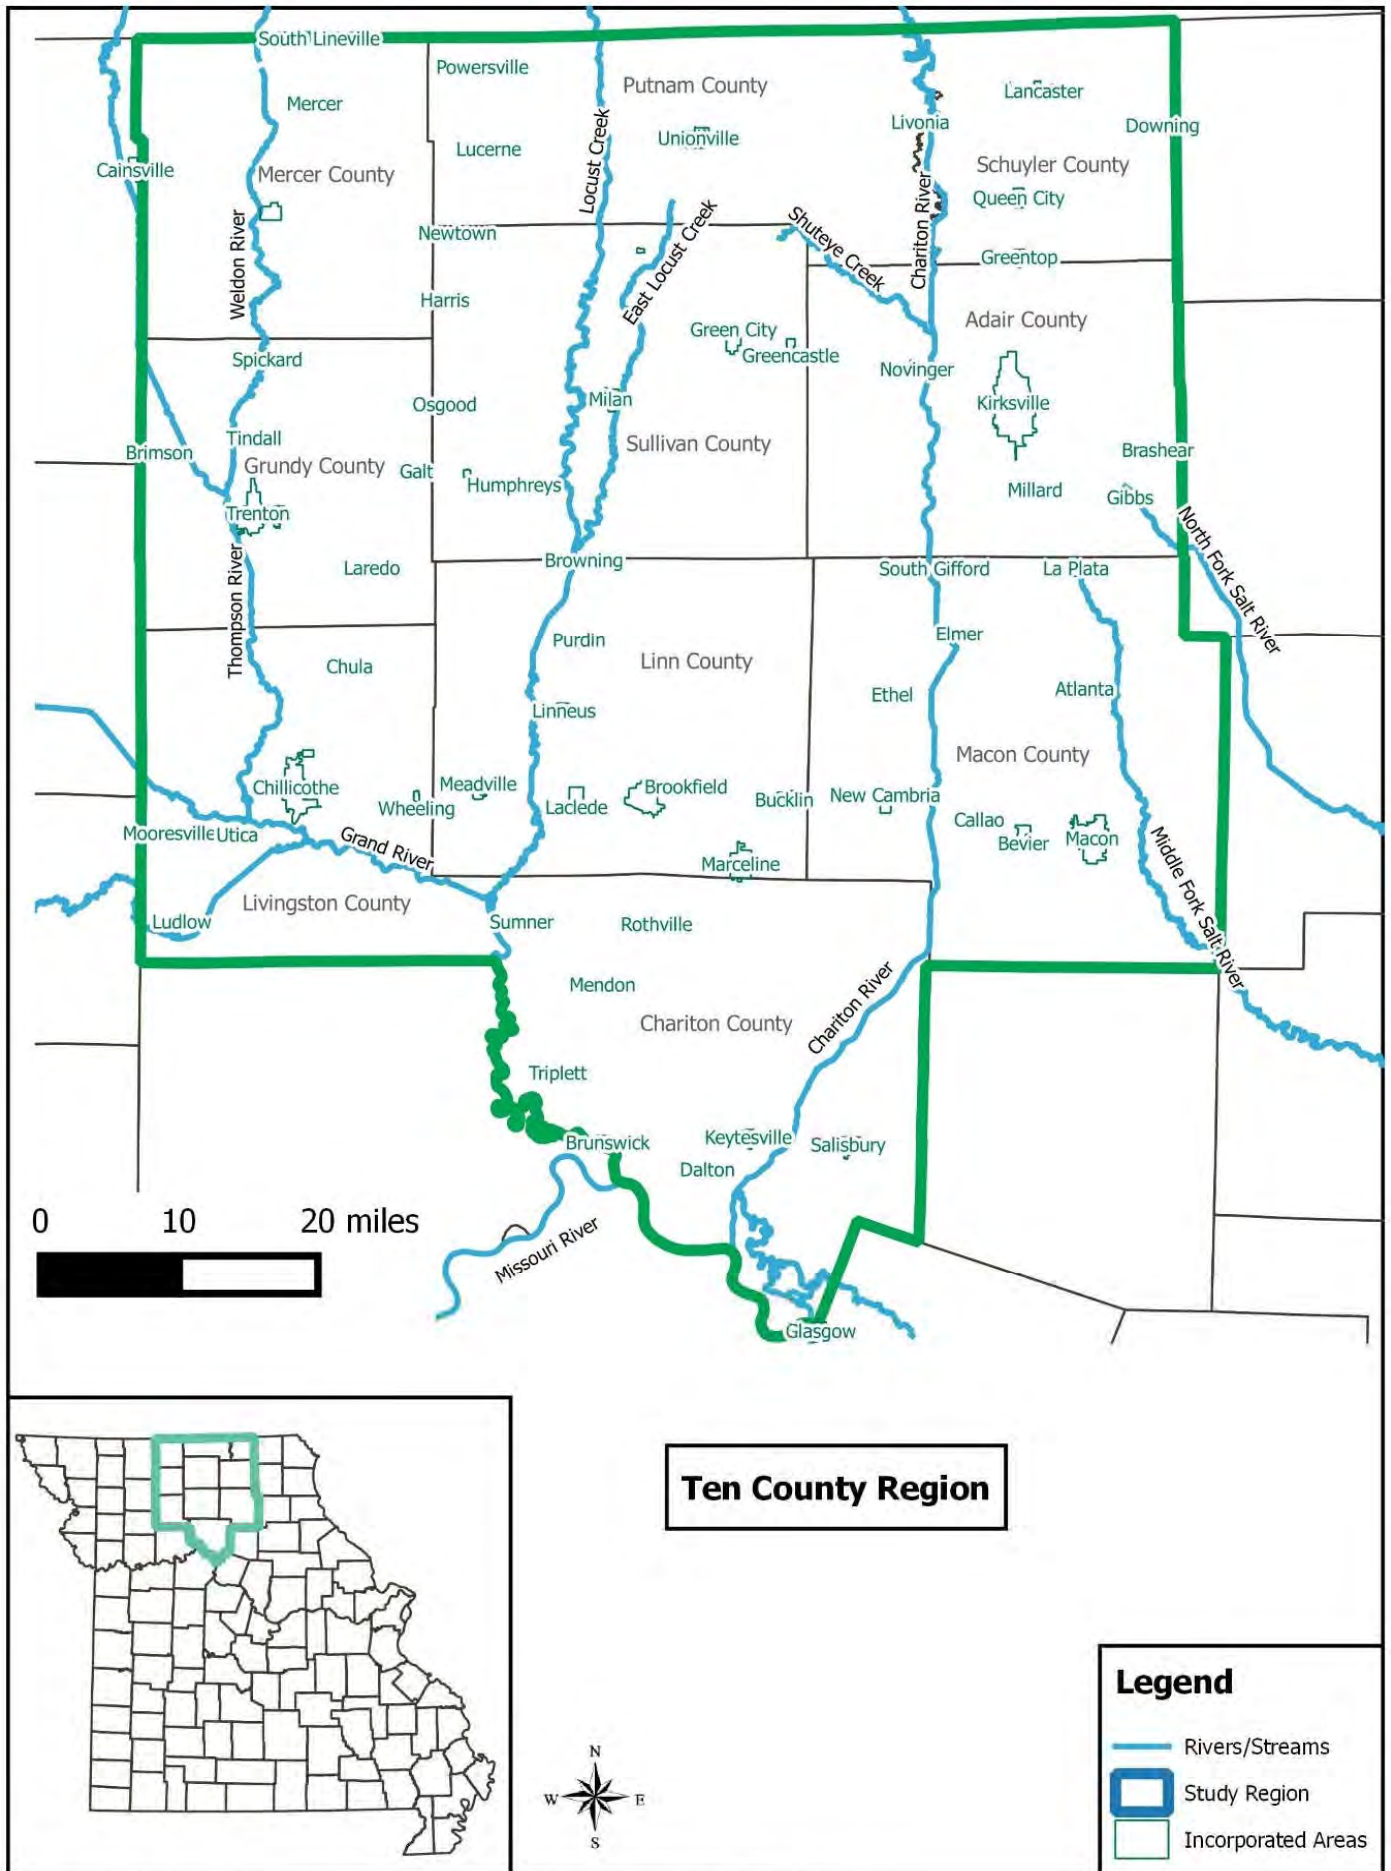 South Lineville
Powersville
Putnam County
Lancaster
Mercer
Livonia
Downing
Unionville
Lucerne
Locust Creek
Schuyler County
Cainsville
Mercer County
Queen City
Chariton River
Weldon River
Newtown
East Locust Creek
Shuteye Creek
Greentop
Harris
Adair County
Green City
Greencastle
Spickard
Novinger
Osgood
Milan
Kirksville
Tindall
Sullivan County
Brimson
Grundy County
Galt
Brashear
Humphreys
Millard
Gibbs
Trenton
North Fork Salt River
Browning
Laredo
South Gifford
La Plata
Thompson River
Purdin
Elmer
Chula
Linn County
Ethel
Atlanta
Linneus
Macon County
Chillicothe
Meadville
Brookfield
Wheeling
Laclede
Bucklin
New Cambria
Callao
Mooresville
Utica
Grand River
Bevier
Macon
Marceline
Middle Fork Salt River
Livingston County
Ludlow
Sumner
Rothville
Mendon
Chariton County
Chariton River
Triplett
Brunswick
Keytesville
Salisbury
Dalton
0 10 20 miles
Missouri River
Glasgow
Ten County Region
Legend
Rivers/Streams
Study Region
Incorporated Areas
N
W E
S